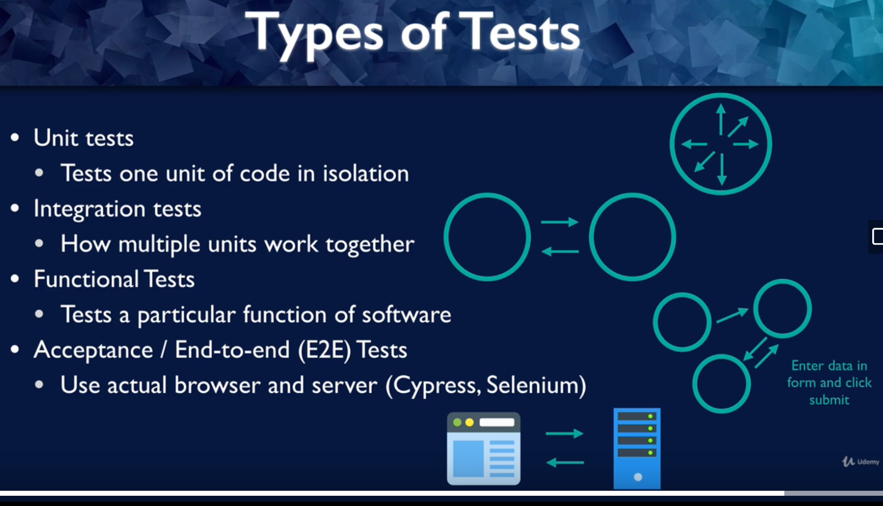 Types of Tests
• Unit tests
• Tests one unit of code in isolation
• Integration tests
• How multiple units work together
• Functional Tests
• Tests a particular function of software
• Acceptance / End-to-end (E2E) Tests
• Use actual browser and server (Cypress, Selenium)
Enter data in
form and click
submit
Udemy